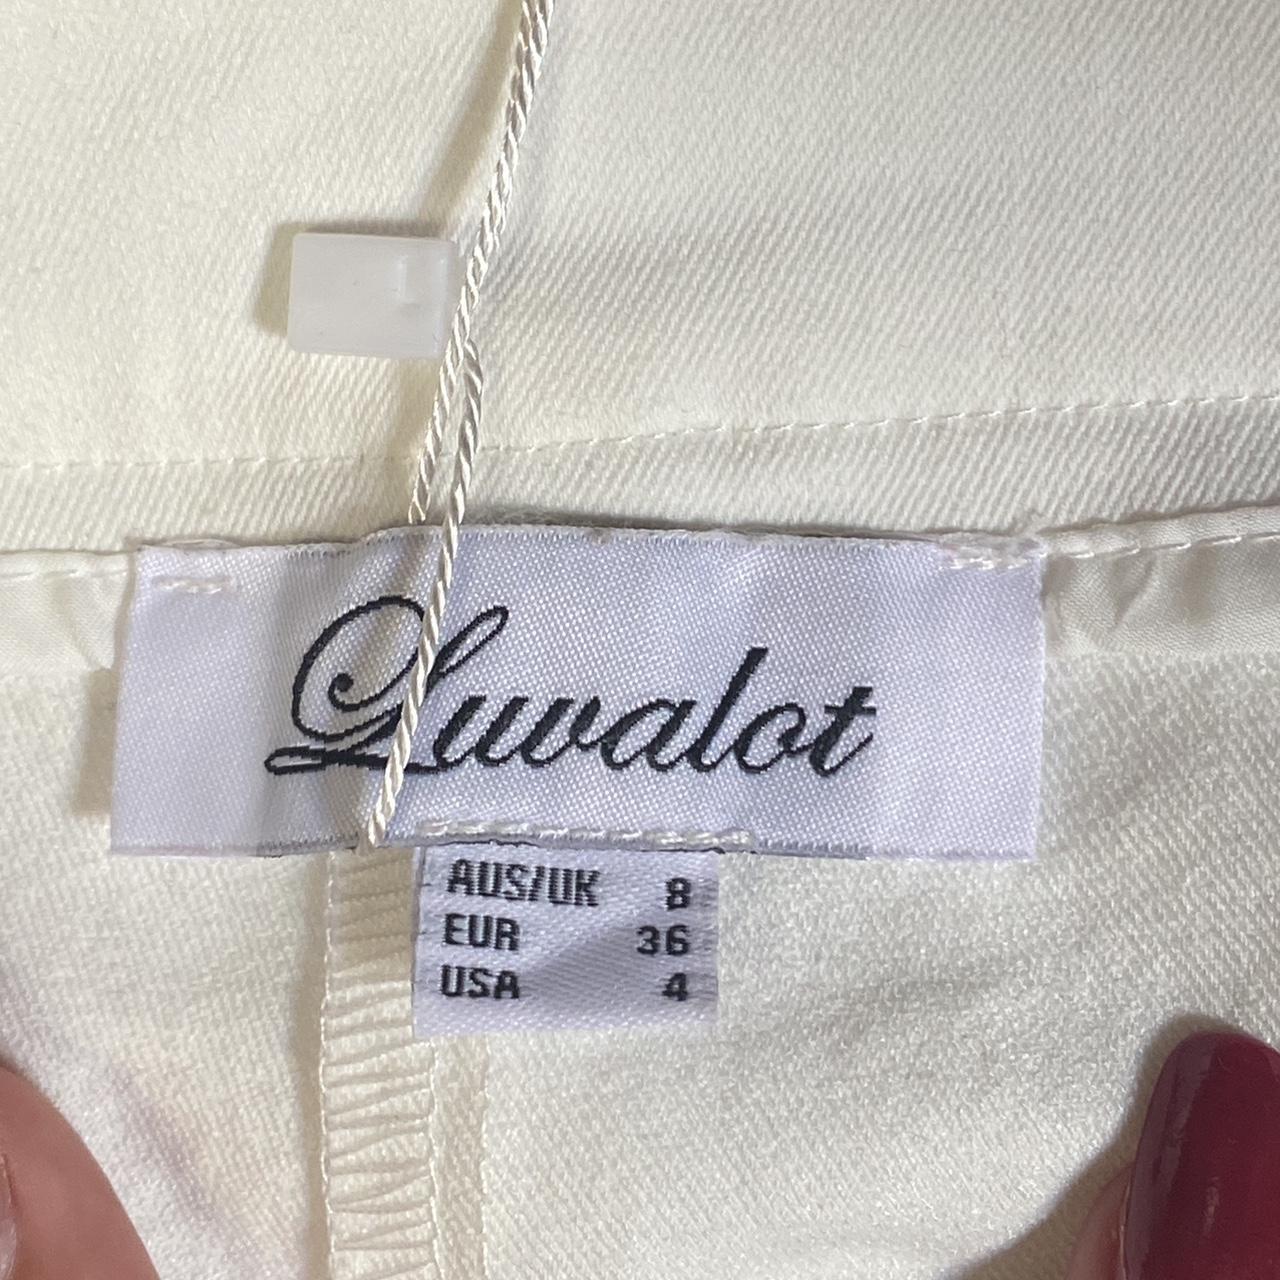 Luvalot
AUS/UK 8
EUR 36
USA 4